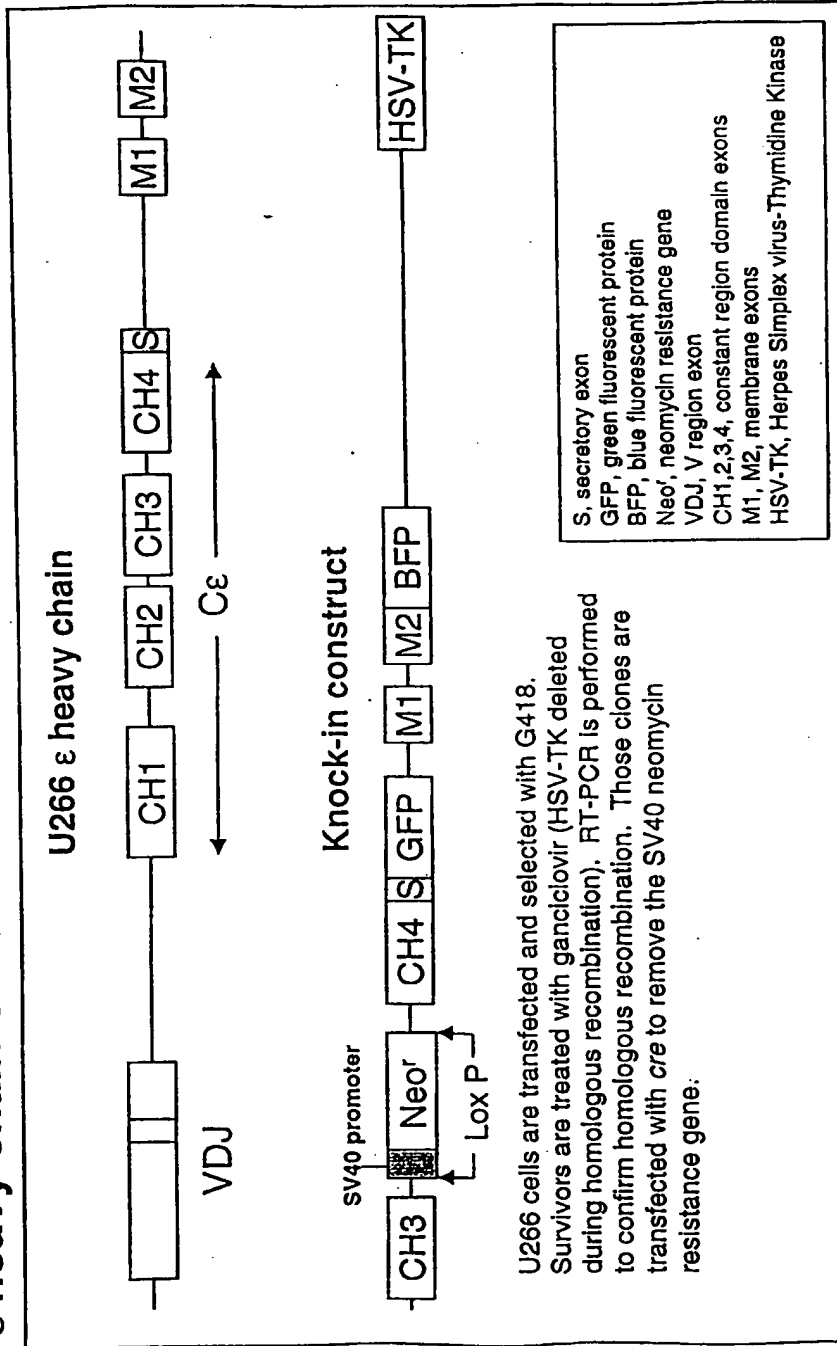 U266 ε heavy chain
VDJ
CH1
CH2
CH3
CH4
S
M1
M2
Cε
Knock-in construct
SV40 promoter
CH3
Neoʳ
CH4
S
GFP
M1
M2
BFP
HSV-TK
Lox P
U266 cells are transfected and selected with G418.
Survivors are treated with ganciclovir (HSV-TK deleted
during homologous recombination). RT-PCR is performed
to confirm homologous recombination. Those clones are
transfected with cre to remove the SV40 neomycin
resistance gene.
S, secretory exon
GFP, green fluorescent protein
BFP, blue fluorescent protein
Neoʳ, neomycin resistance gene
VDJ, V region exon
CH1,2,3,4, constant region domain exons
M1, M2, membrane exons
HSV-TK, Herpes Simplex virus-Thymidine Kinase